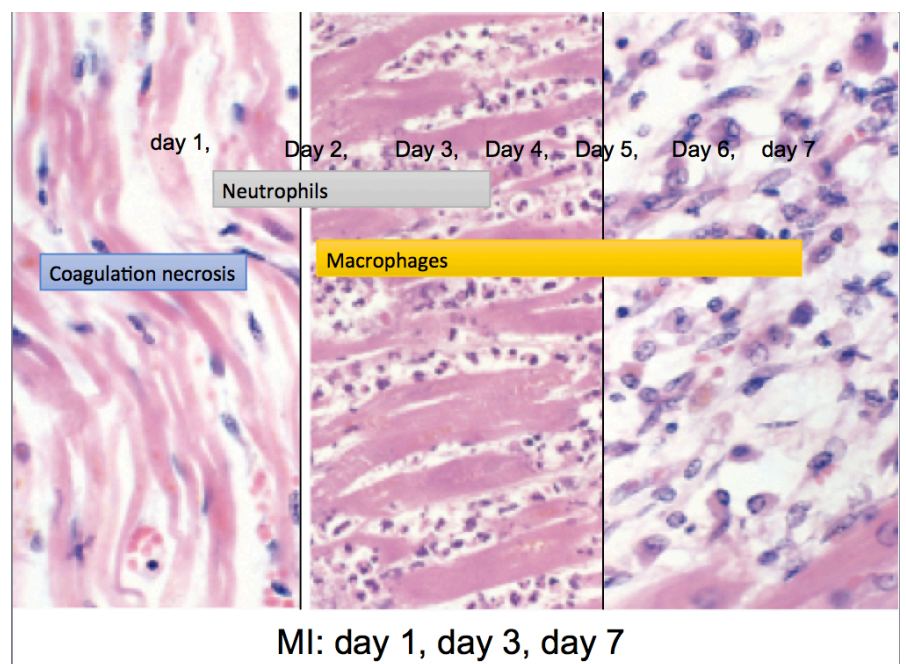 day 1,
Day 2, Day 3, Day 4, Day 5, Day 6, day 7
Neutrophils
Macrophages
Coagulation necrosis
MI: day 1, day 3, day 7